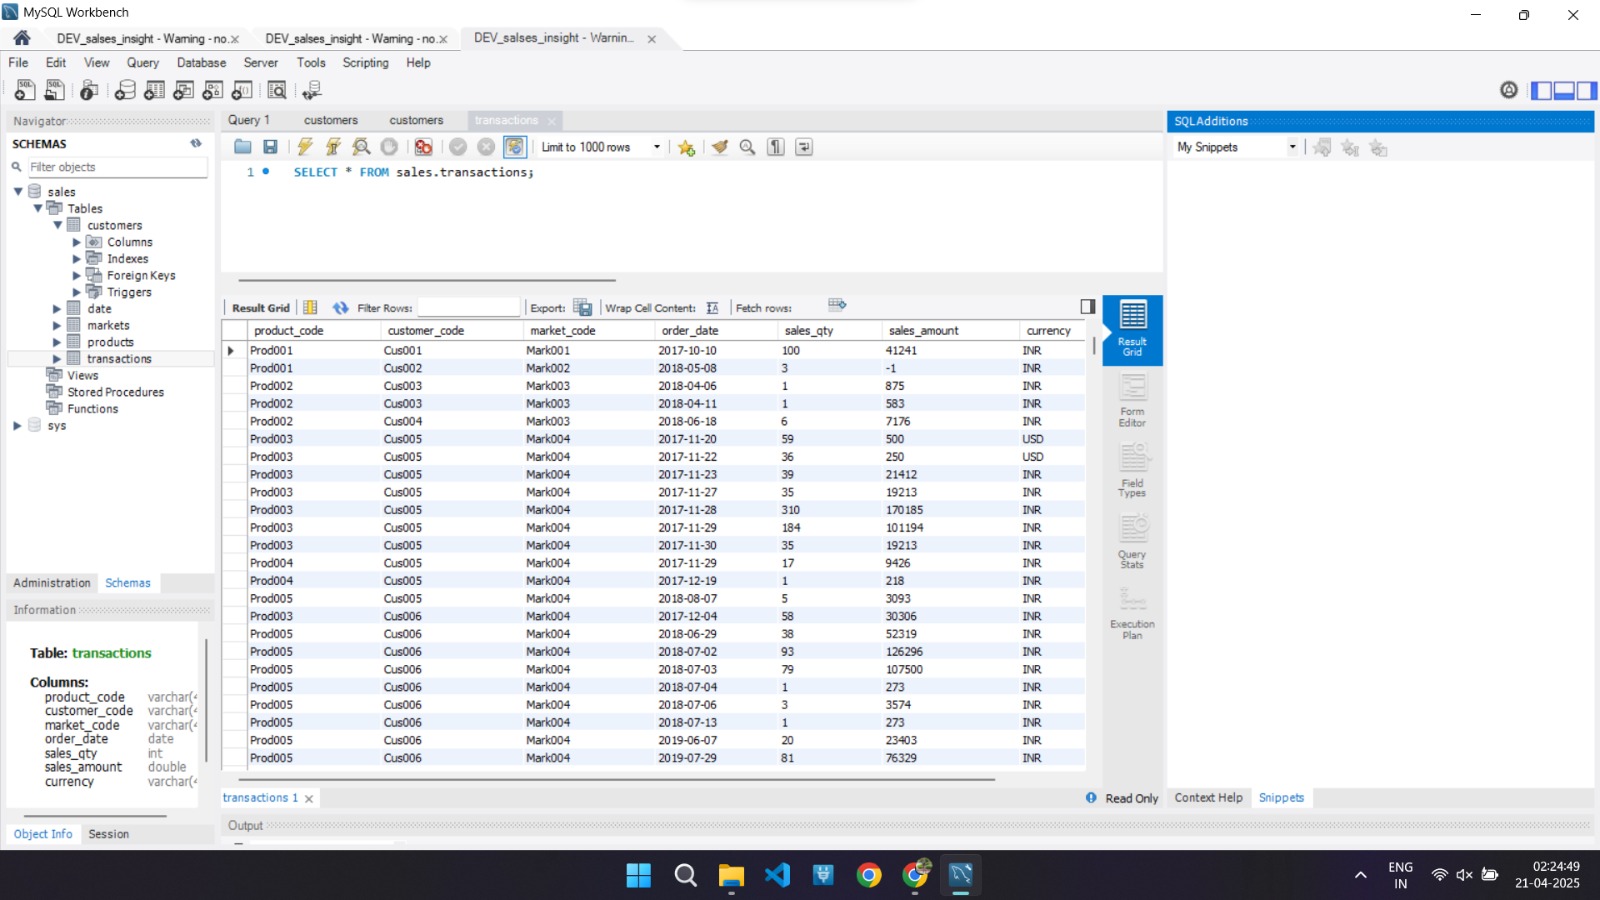 MySQL Workbench
DEV_salses_insight - Warning - no... DEV_salses_insight - Warning - no... DEV_salses_insight - Warnin...
File Edit View Query Database Server Tools Scripting Help
Navigator
SCHEMAS
Filter objects
sales
Tables
customers
Columns
Indexes
Foreign Keys
Triggers
date
markets
products
transactions
Views
Stored Procedures
Functions
sys
Administration Schemas
Information
Table: transactions
Columns:
product_code varchar(4
customer_code varchar(4
market_code varchar(4
order_date date
sales_qty int
sales_amount double
currency varchar(4
Object Info Session
Query 1 customers customers transactions
Limit to 1000 rows
1 SELECT * FROM sales.transactions;
Result Grid Filter Rows: Export: Wrap Cell Content: Fetch rows:
product_code customer_code market_code order_date sales_qty sales_amount currency
Prod001 Cus001 Mark001 2017-10-10 100 41241 INR
Prod001 Cus002 Mark002 2018-05-08 3 -1 INR
Prod002 Cus003 Mark003 2018-04-06 1 875 INR
Prod002 Cus003 Mark003 2018-04-11 1 583 INR
Prod002 Cus004 Mark003 2018-06-18 6 7176 INR
Prod003 Cus005 Mark004 2017-11-20 59 500 USD
Prod003 Cus005 Mark004 2017-11-22 36 250 USD
Prod003 Cus005 Mark004 2017-11-23 39 21412 INR
Prod003 Cus005 Mark004 2017-11-27 35 19213 INR
Prod003 Cus005 Mark004 2017-11-28 310 170185 INR
Prod003 Cus005 Mark004 2017-11-29 184 101194 INR
Prod003 Cus005 Mark004 2017-11-30 35 19213 INR
Prod004 Cus005 Mark004 2017-11-29 17 9426 INR
Prod004 Cus005 Mark004 2017-12-19 1 218 INR
Prod005 Cus005 Mark004 2018-08-07 5 3093 INR
Prod003 Cus006 Mark004 2017-12-04 58 30306 INR
Prod005 Cus006 Mark004 2018-06-29 38 52319 INR
Prod005 Cus006 Mark004 2018-07-02 93 126296 INR
Prod005 Cus006 Mark004 2018-07-03 79 107500 INR
Prod005 Cus006 Mark004 2018-07-04 1 273 INR
Prod005 Cus006 Mark004 2018-07-06 3 3574 INR
Prod005 Cus006 Mark004 2018-07-13 1 273 INR
Prod005 Cus006 Mark004 2019-06-07 20 23403 INR
Prod005 Cus006 Mark004 2019-07-29 81 76329 INR
Result
Grid
Form
Editor
Field
Types
Query
Stats
Execution
Plan
transactions 1 Read Only
Output
SQLAdditions
My Snippets
Context Help Snippets
ENG
IN
02:24:49
21-04-2025